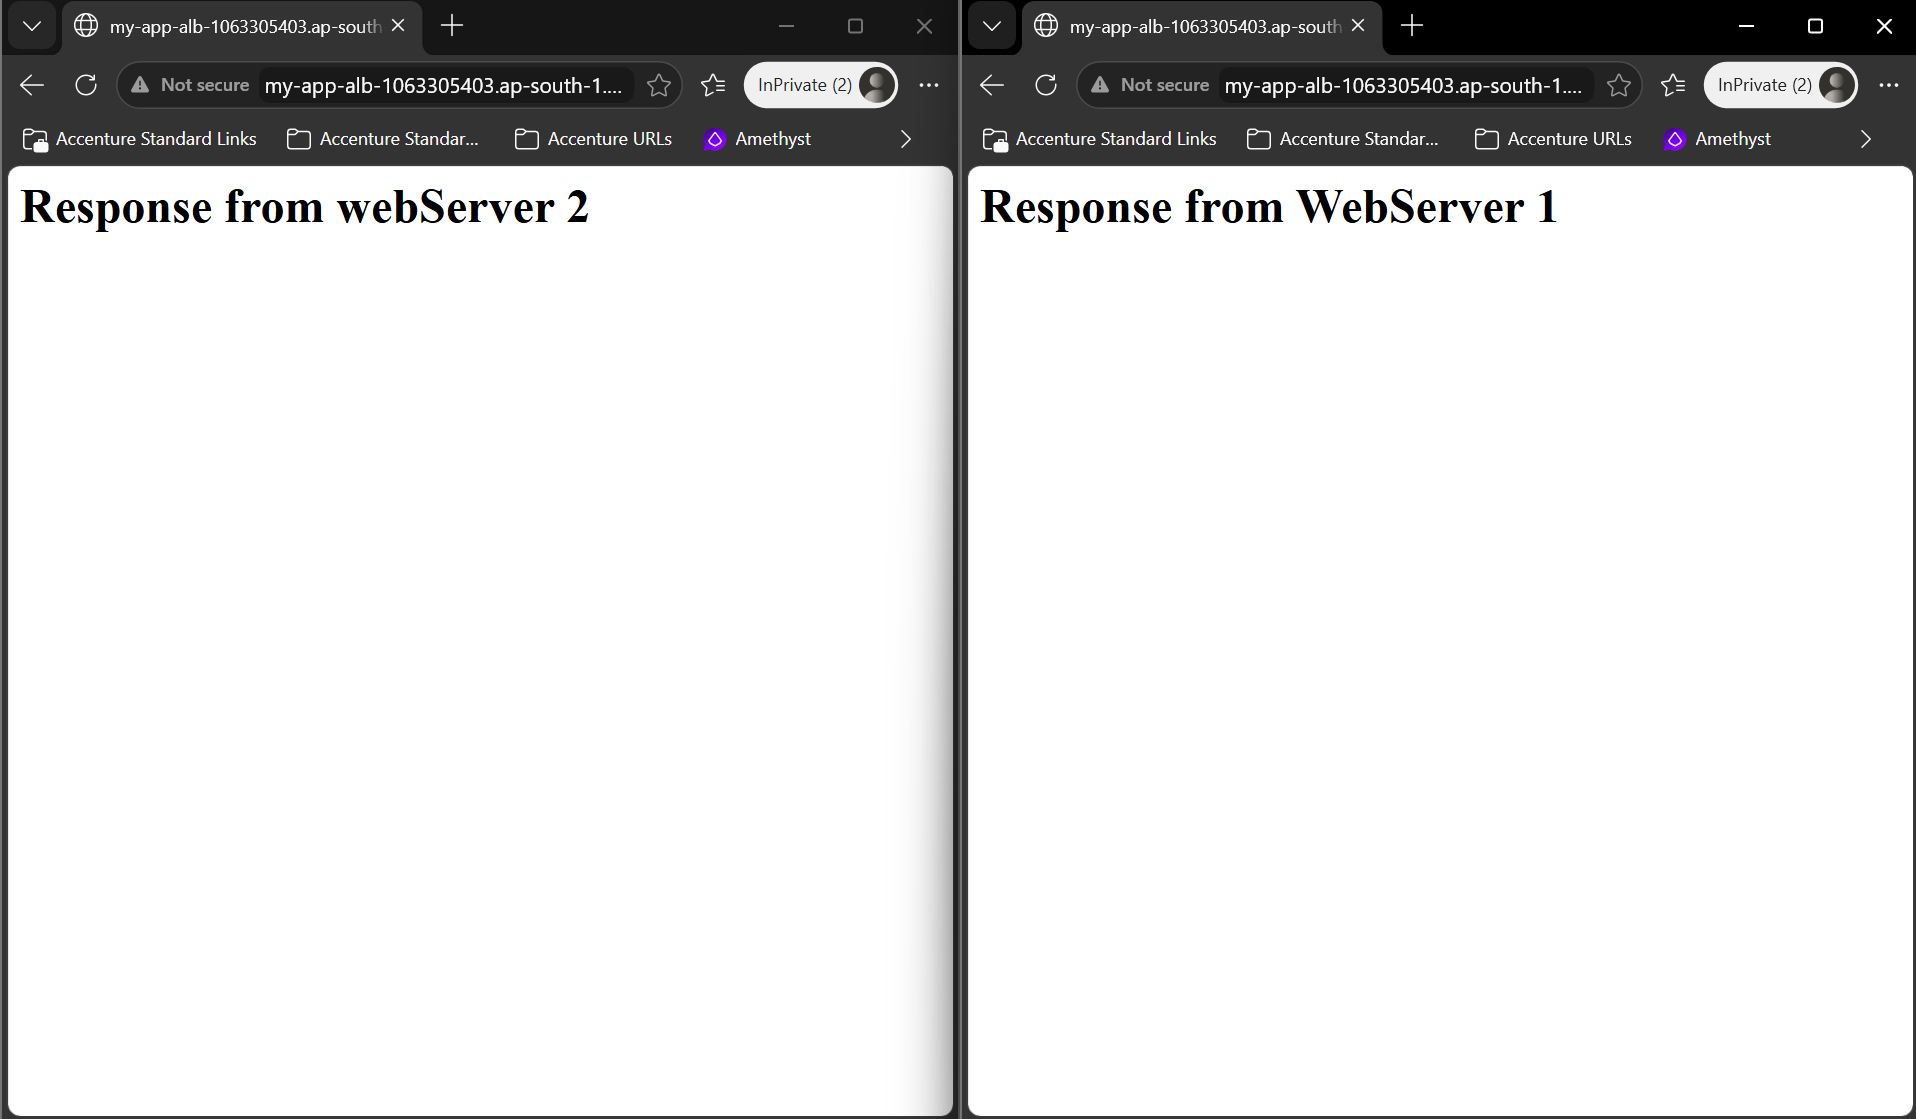 my-app-alb-1063305403.ap-south
Not secure my-app-alb-1063305403.ap-south-1.... InPrivate (2)
Accenture Standard Links Accenture Standar... Accenture URLs Amethyst
Response from webServer 2
my-app-alb-1063305403.ap-south
Not secure my-app-alb-1063305403.ap-south-1.... InPrivate (2)
Accenture Standard Links Accenture Standar... Accenture URLs Amethyst
Response from WebServer 1